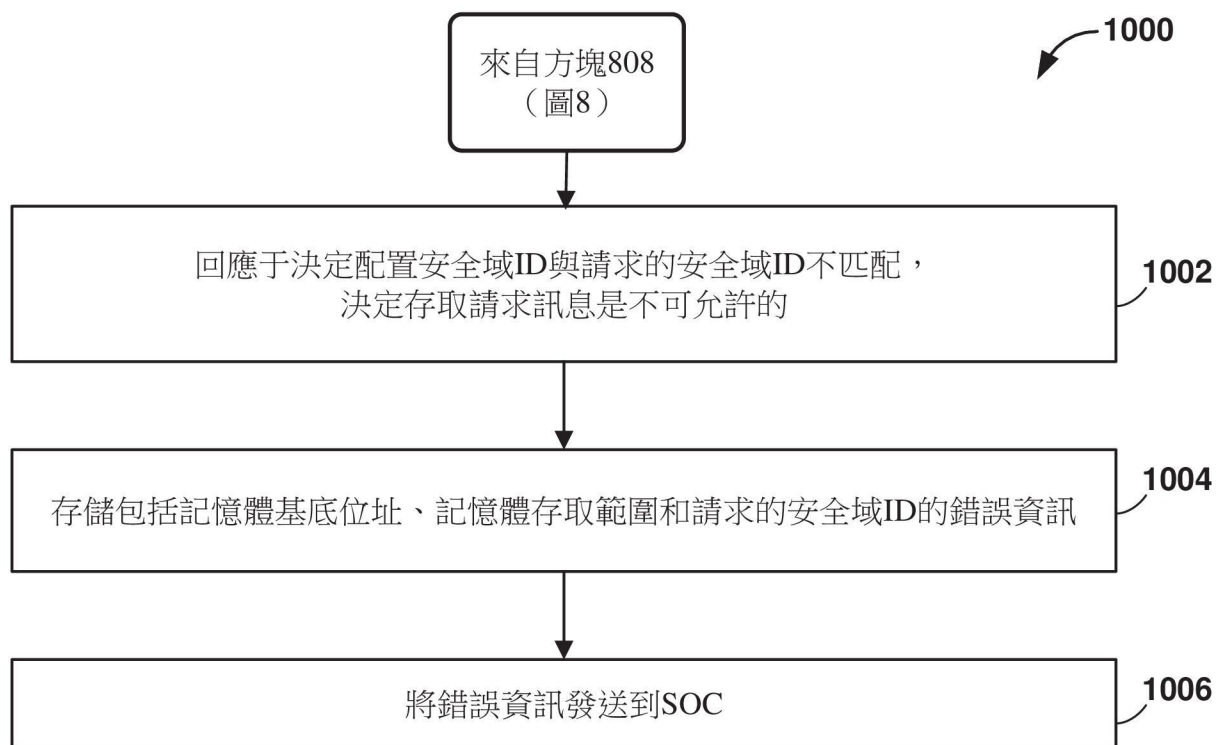 1000
來自方塊808
（圖8）
回應于決定配置安全域ID與請求的安全域ID不匹配，
決定存取請求訊息是不可允許的
1002
存儲包括記憶體基底位址、記憶體存取範圍和請求的安全域ID的錯誤資訊
1004
將錯誤資訊發送到SOC
1006